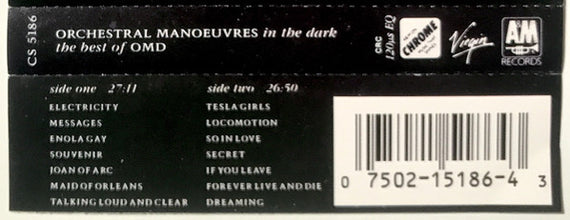 CS 5186
ORCHESTRAL MANOEUVRES in the dark
the best of OMD
CRC
120µs EQ
CHROME
Virgin
A&M
RECORDS
side one 27:11
ELECTRICITY
MESSAGES
ENOLA GAY
SOUVENIR
JOAN OF ARC
MAID OF ORLEANS
TALKING LOUD AND CLEAR
side two 26:50
TESLA GIRLS
LOCOMOTION
SO IN LOVE
SECRET
IF YOU LEAVE
FOREVER LIVE AND DIE
DREAMING
0 7502-15186-4 3